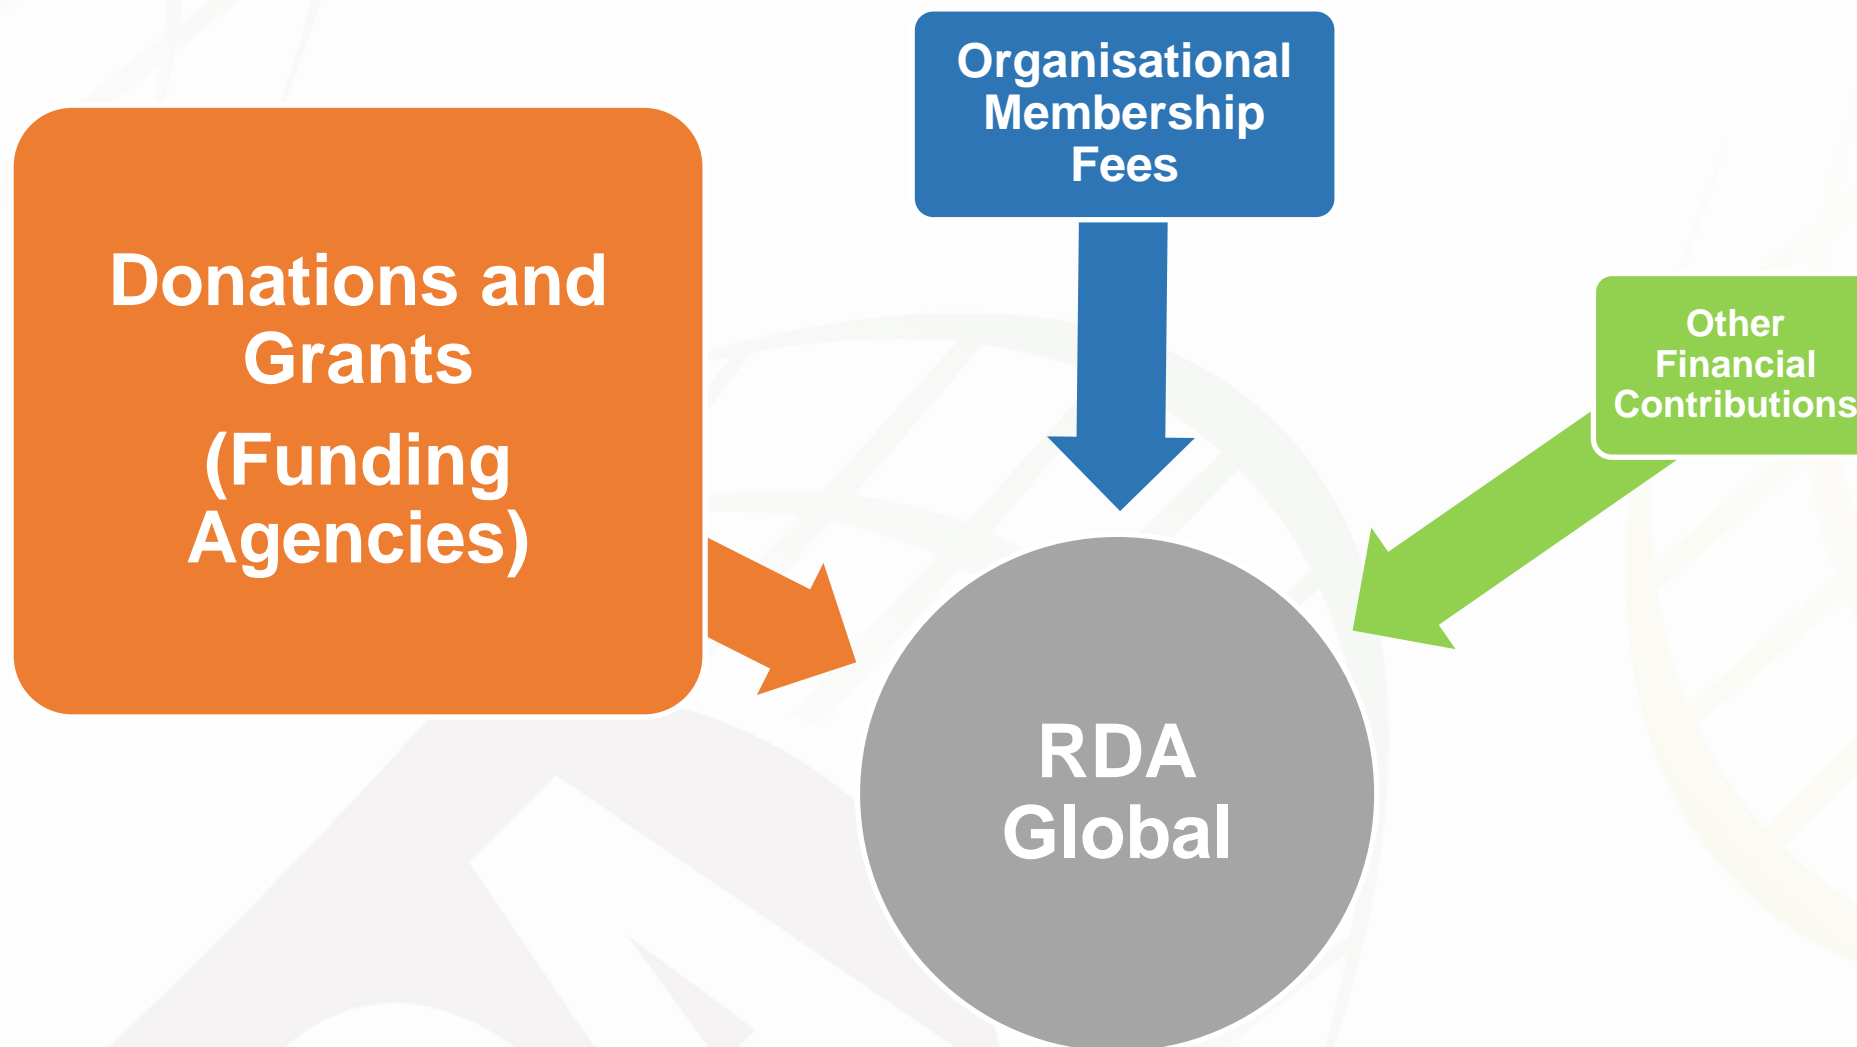 Organisational
Membership
Fees
Donations and
Grants
(Funding
Agencies)
Other
Financial
Contributions
RDA
Global